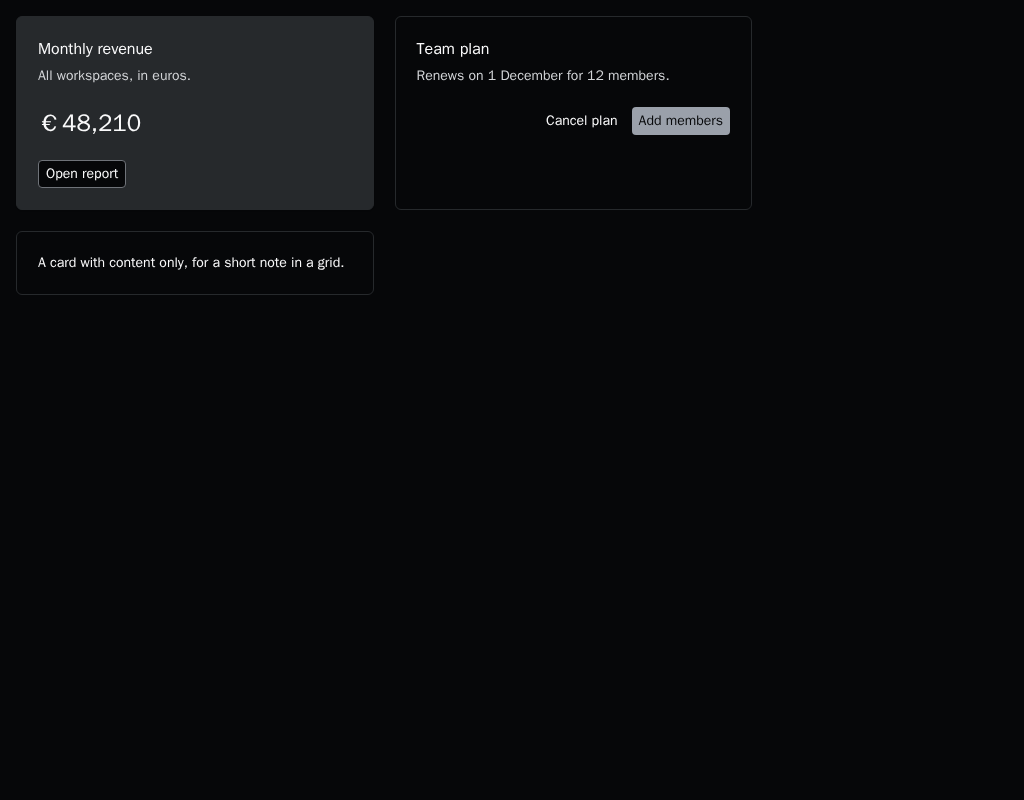 Monthly revenue
All workspaces, in euros.
€ 48,210
Open report
Team plan
Renews on 1 December for 12 members.
Cancel plan
Add members
A card with content only, for a short note in a grid.